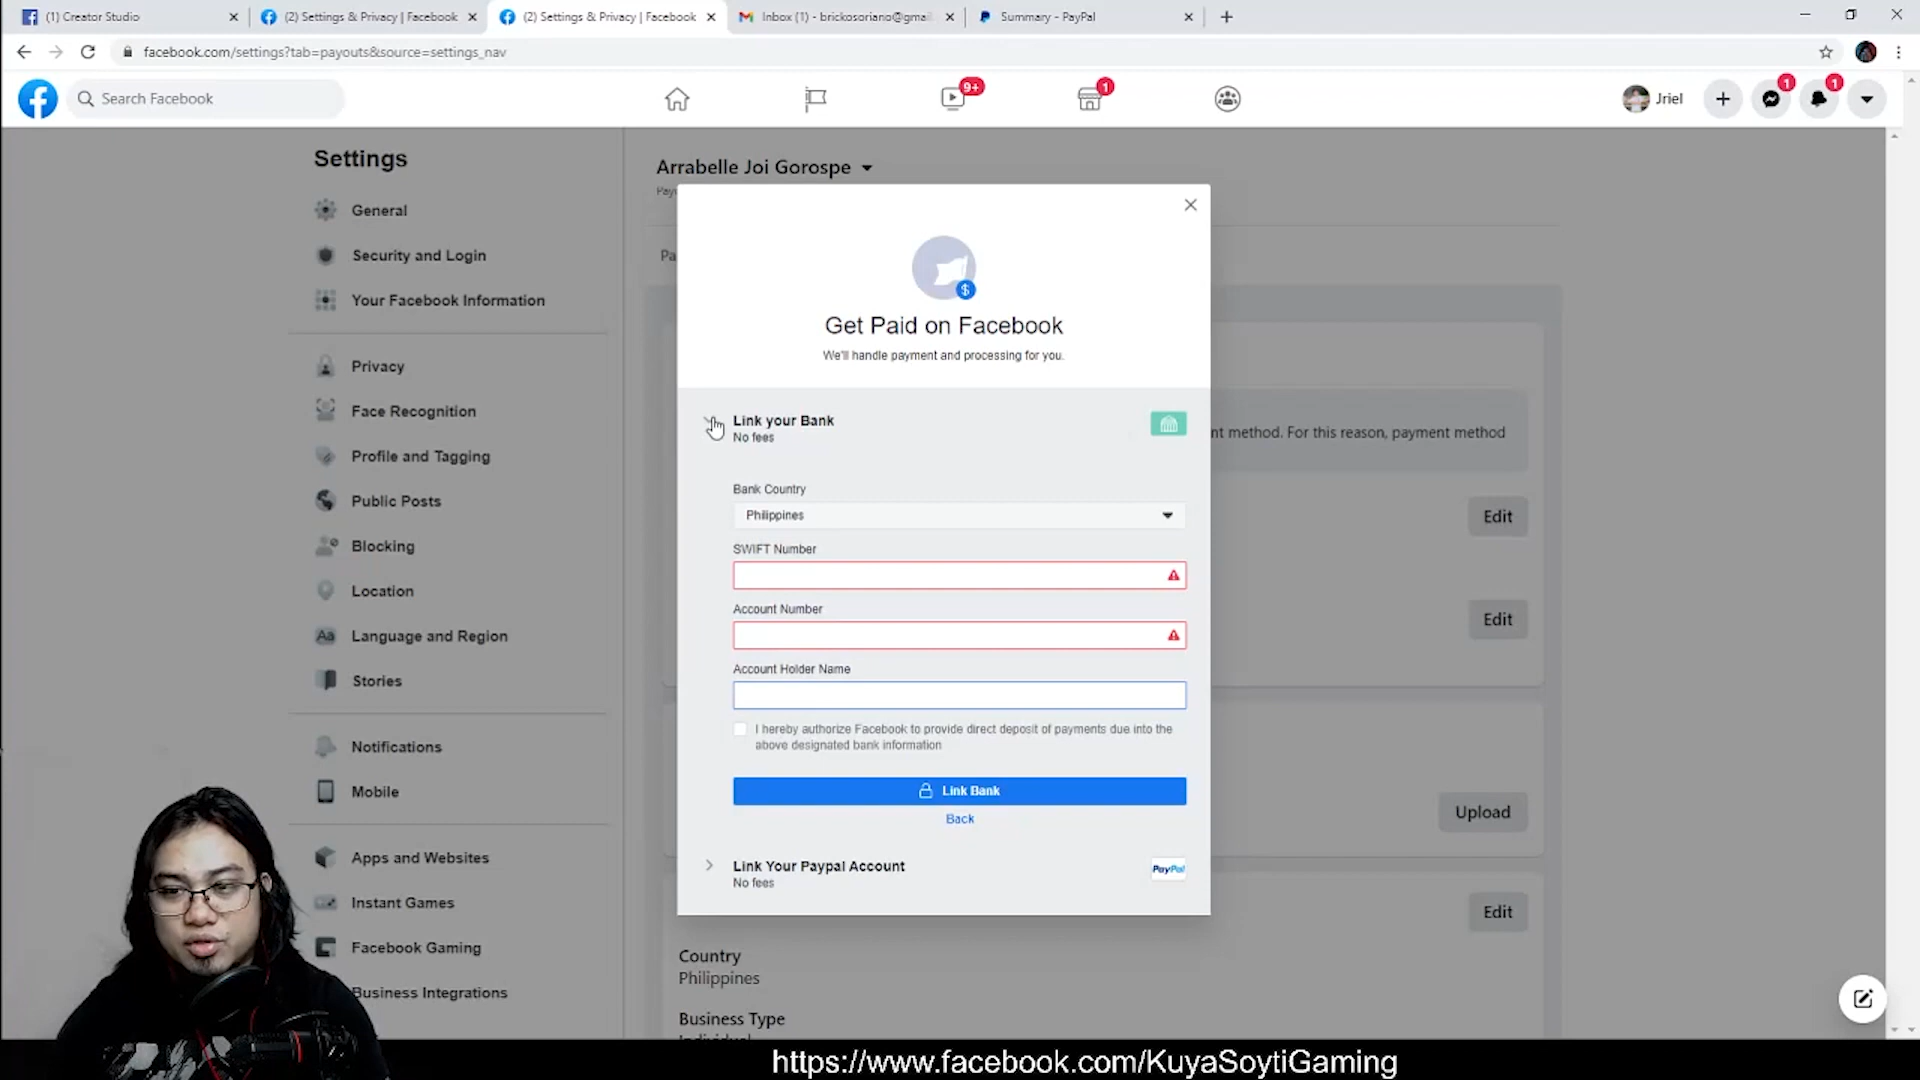 (1) Creator Studio
(2) Settings & Privacy | Facebook
(2) Settings & Privacy | Facebook
Inbox (1) - brickosoriano@gmai
Summary - PayPal
facebook.com/settings?tab=payouts&source=settings_nav
Search Facebook
9+
1
Jriel
1
1
Settings
General
Security and Login
Your Facebook Information
Privacy
Face Recognition
Profile and Tagging
Public Posts
Blocking
Location
Aa Language and Region
Stories
Notifications
Mobile
Apps and Websites
Instant Games
Facebook Gaming
Business Integrations
Arrabelle Joi Gorospe
Payo
Pa
$
Get Paid on Facebook
We'll handle payment and processing for you.
Link your Bank
No fees
Bank Country
Philippines
SWIFT Number
Account Number
Account Holder Name
I hereby authorize Facebook to provide direct deposit of payments due into the
above designated bank information
Link Bank
Back
Link Your Paypal Account
No fees
PayPal
nt method. For this reason, payment method
Edit
Edit
Upload
Edit
Country
Philippines
Business Type
Individual
https://www.facebook.com/KuyaSoytiGaming